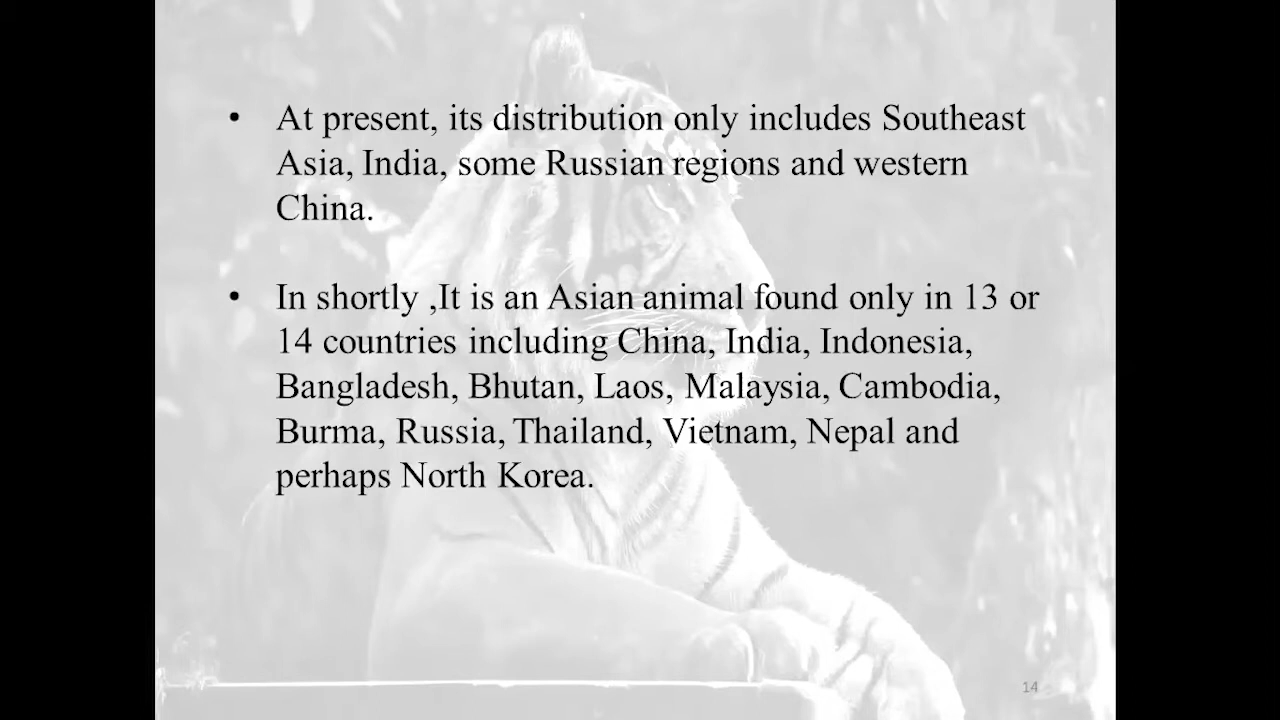 • At present, its distribution only includes Southeast
Asia, India, some Russian regions and western
China.
• In shortly ,It is an Asian animal found only in 13 or
14 countries including China, India, Indonesia,
Bangladesh, Bhutan, Laos, Malaysia, Cambodia,
Burma, Russia, Thailand, Vietnam, Nepal and
perhaps North Korea.
14